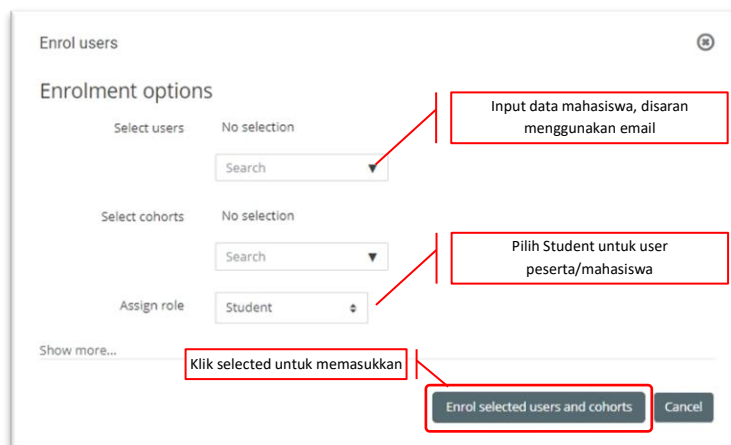 Enrol users
Enrolment options
Select users No selection
Input data mahasiswa, disaran
menggunakan email
Search
Select cohorts No selection
Search
Pilih Student untuk user
peserta/mahasiswa
Assign role Student
Show more...
Klik selected untuk memasukkan
Enrol selected users and cohorts Cancel